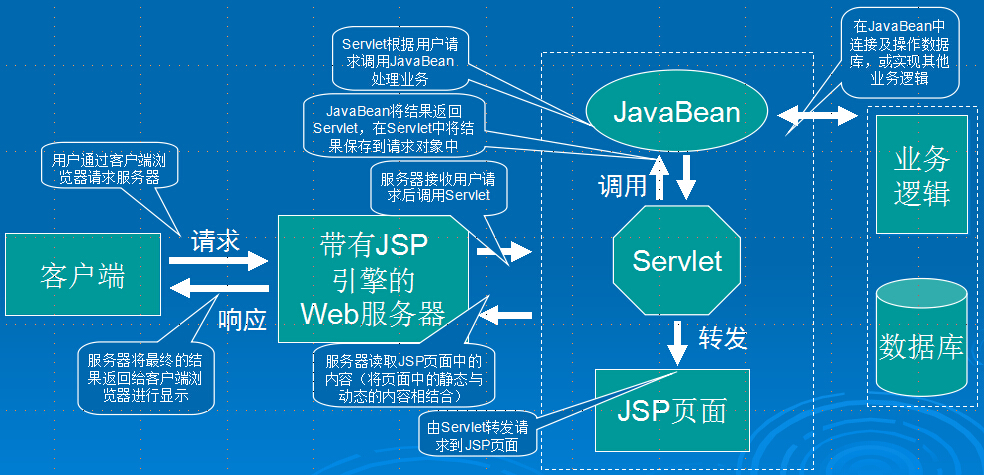 Servlet根据用户请
求调用JavaBean
处理业务
在JavaBean中
连接及操作数据
库，或实现其他
业务逻辑
JavaBean将结果返回
Servlet，在Servlet中将结
果保存到请求对象中
JavaBean
用户通过客户端浏
览器请求服务器
服务器接收用户请
求后调用Servlet
调用
业务
逻辑
客户端
请求
响应
带有JSP
引擎的
Web服务器
Servlet
转发
数据库
服务器将最终的结
果返回给客户端浏
览器进行显示
服务器读取JSP页面中的
内容（将页面中的静态与
动态的内容相结合）
由Servlet转发请
求到JSP页面
JSP页面